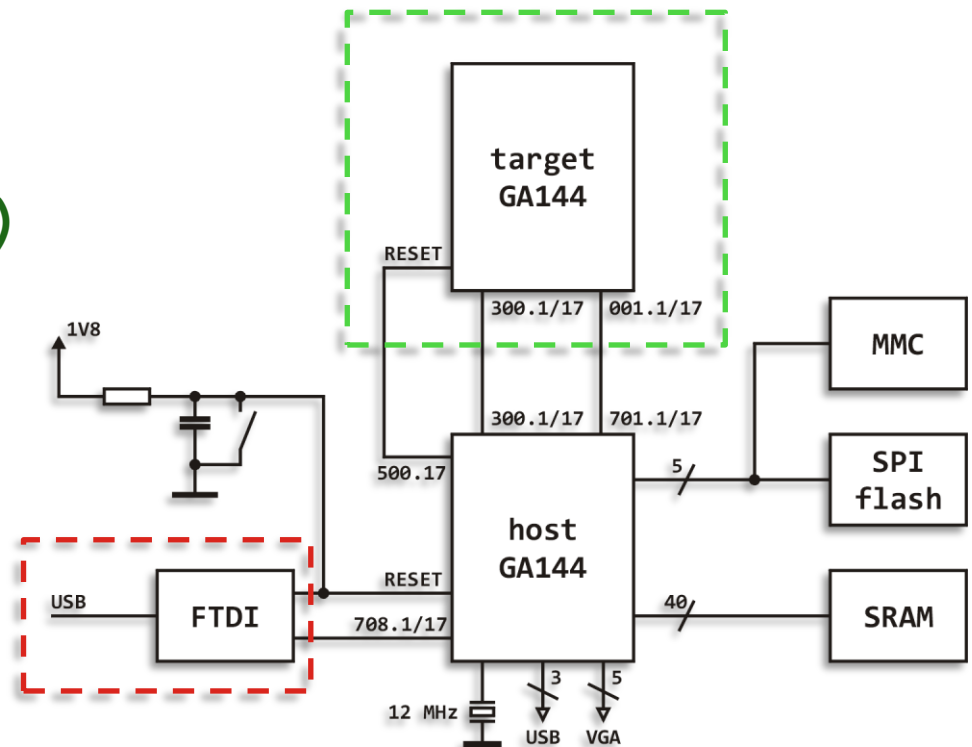 target
GA144
RESET
300.1/17
001.1/17
1V8
MMC
300.1/17
701.1/17
500.17
5
SPI
flash
host
GA144
USB
FTDI
RESET
708.1/17
40
SRAM
12 MHz
3
USB
5
VGA